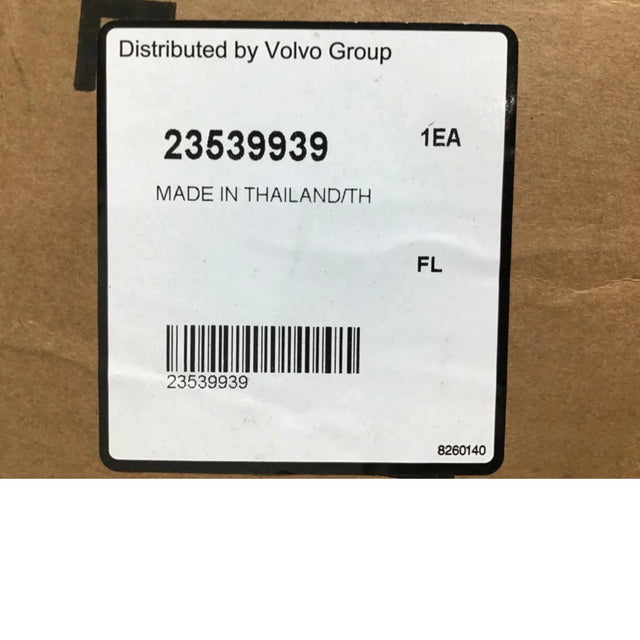 Distributed by Volvo Group
23539939
1EA
MADE IN THAILAND/TH
FL
23539939
8260140